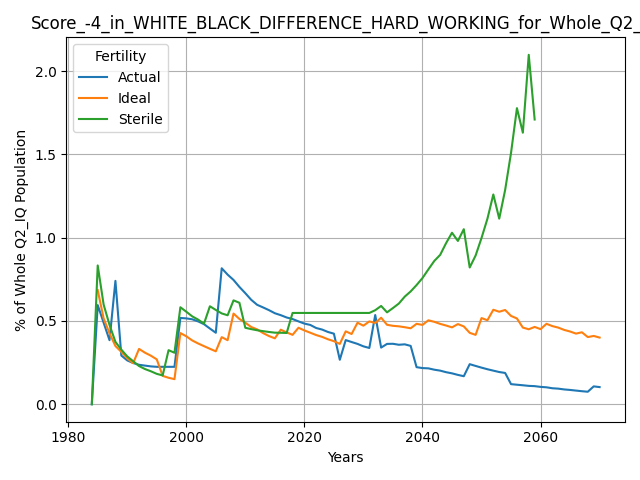 Score_-4_in_WHITE_BLACK_DIFFERENCE_HARD_WORKING_for_Whole_Q2_
Fertility
Actual
Ideal
Sterile
% of Whole Q2_IQ Population
2.0
1.5
1.0
0.5
0.0
1980 2000 2020 2040 2060
Years